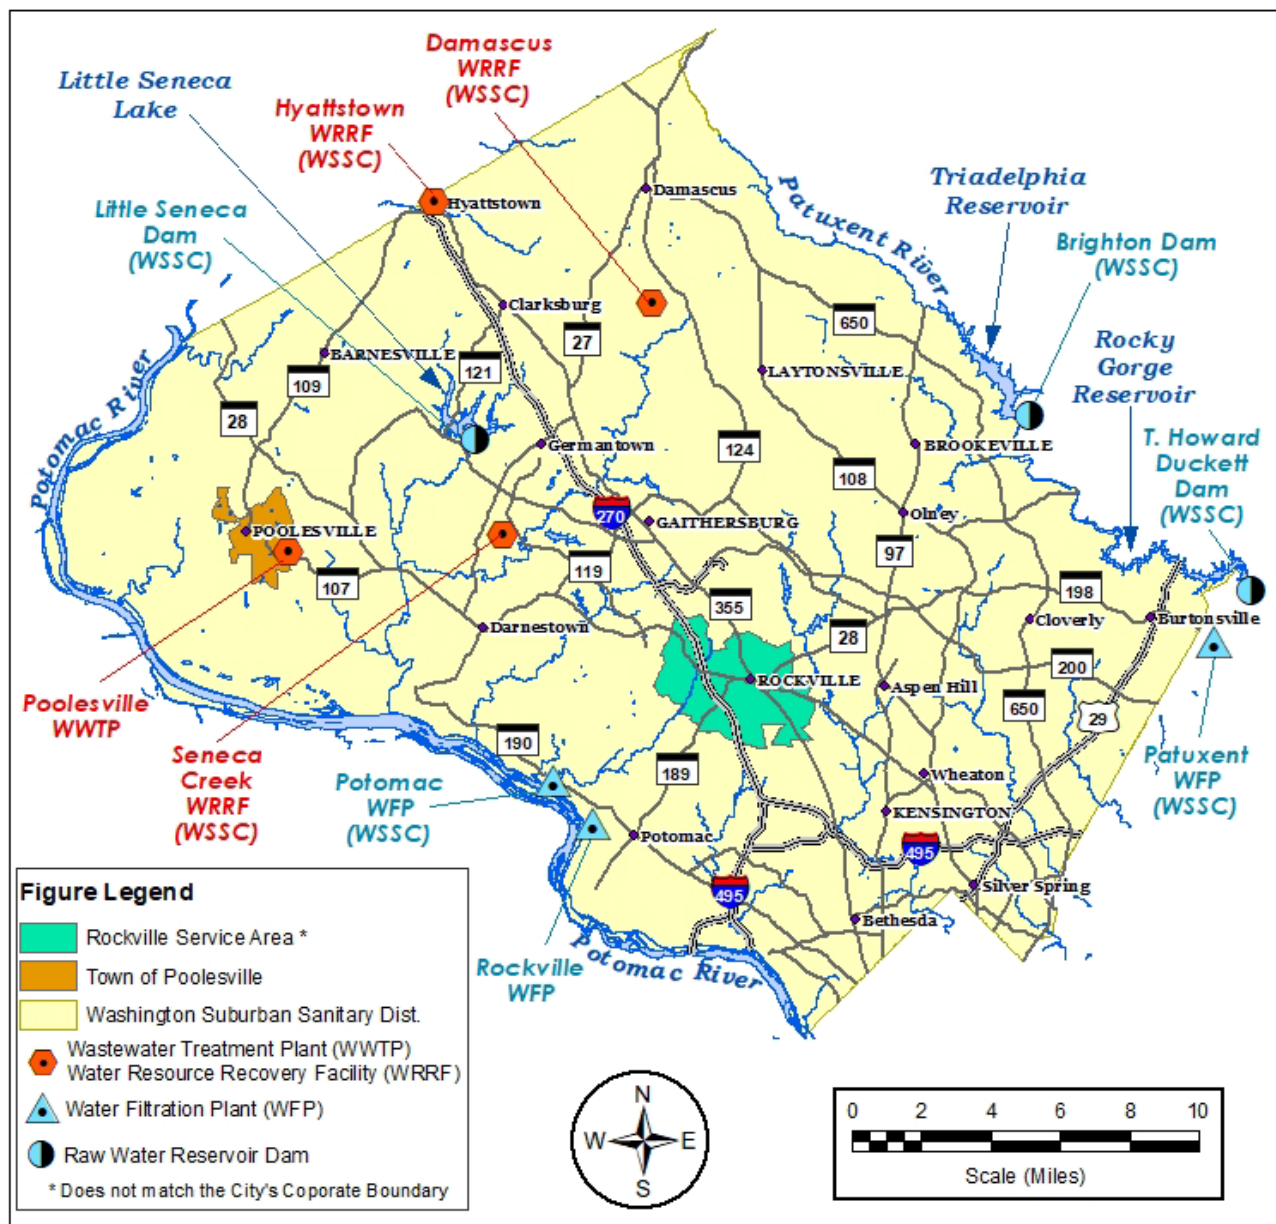 Damascus
WRRF
(WSSC)
Little Seneca
Lake
Hyattstown
WRRF
(WSSC)
Little Seneca
Dam
(WSSC)
Triadelphia
Reservoir
Brighton Dam
(WSSC)
Rocky
Gorge
Reservoir
T. Howard
Duckett
Dam
(WSSC)
Patuxent River
Potomac River
Hyattstown
Damascus
Clarksburg
650
27
BARNESVILLE
121
109
LAYTONSVILLE
28
Germantown
124
BROOKEVILLE
108
270
GAITHERSBURG
Olney
POOLESVILLE
97
119
107
355
198
Darnestown
28
Cloverly
Burtonsville
200
ROCKVILLE
Aspen Hill
650
29
190
189
Wheaton
KENSINGTON
Potomac
495
495
Silver Spring
Bethesda
Potomac River
Poolesville
WWTP
Seneca
Creek
WRRF
(WSSC)
Potomac
WFP
(WSSC)
Rockville
WFP
Patuxent
WFP
(WSSC)
Figure Legend
Rockville Service Area *
Town of Poolesville
Washington Suburban Sanitary Dist.
Wastewater Treatment Plant (WWTP)
Water Resource Recovery Facility (WRRF)
Water Filtration Plant (WFP)
Raw Water Reservoir Dam
* Does not match the City's Coporate Boundary
N
W E
S
0 2 4 6 8 10
Scale (Miles)